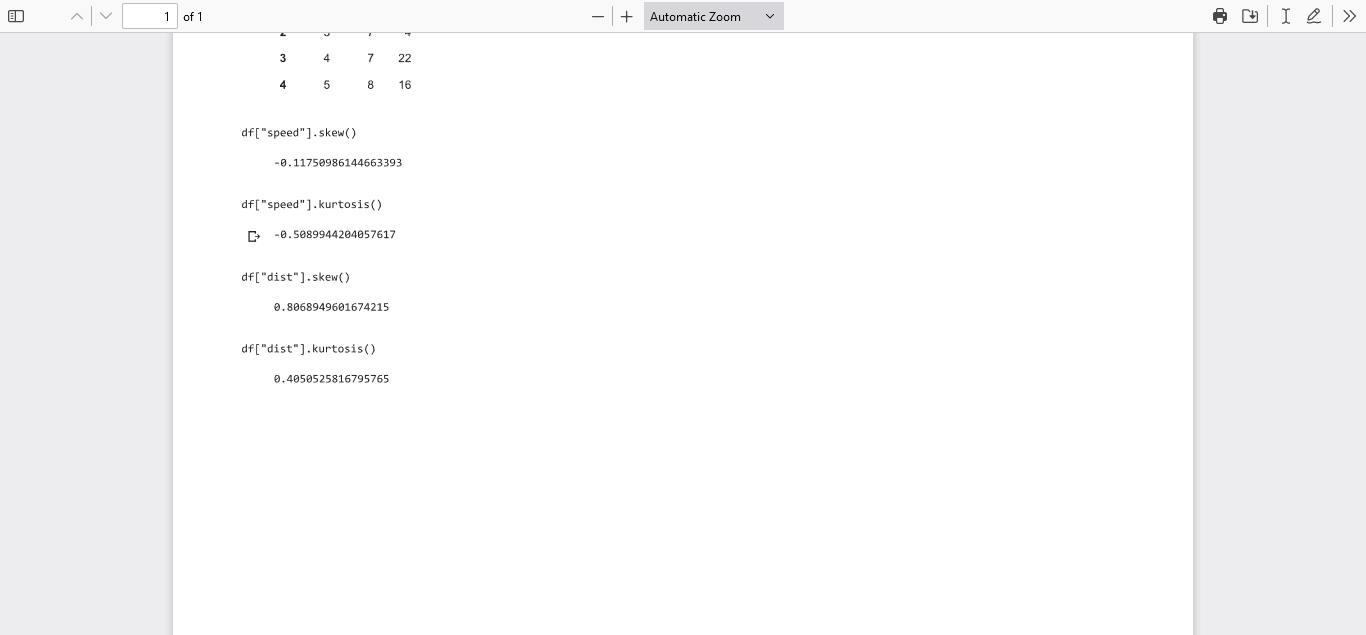 1 of 1 Automatic Zoom
3 4 7 22
4 5 8 16
df["speed"].skew()
-0.11750986144663393
df["speed"].kurtosis()
-0.5089944204057617
df["dist"].skew()
0.8068949601674215
df["dist"].kurtosis()
0.4050525816795765